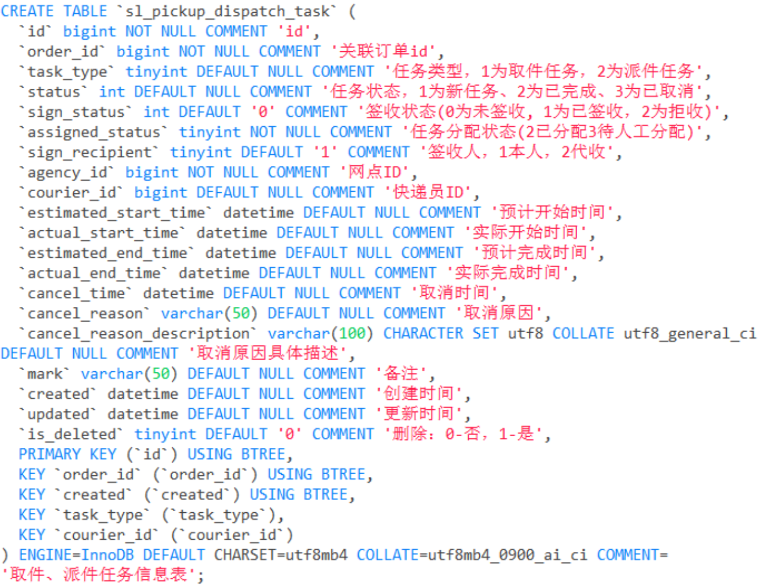 CREATE TABLE `sl_pickup_dispatch_task` (
  `id` bigint NOT NULL COMMENT 'id',
  `order_id` bigint NOT NULL COMMENT '关联订单id',
  `task_type` tinyint DEFAULT NULL COMMENT '任务类型，1为取件任务，2为派件任务',
  `status` int DEFAULT NULL COMMENT '任务状态，1为新任务、2为已完成、3为已取消',
  `sign_status` int DEFAULT '0' COMMENT '签收状态(0为未签收, 1为已签收，2为拒收)',
  `assigned_status` tinyint NOT NULL COMMENT '任务分配状态(2已分配3待人工分配)',
  `sign_recipient` tinyint DEFAULT '1' COMMENT '签收人，1本人，2代收',
  `agency_id` bigint NOT NULL COMMENT '网点ID',
  `courier_id` bigint DEFAULT NULL COMMENT '快递员ID',
  `estimated_start_time` datetime DEFAULT NULL COMMENT '预计开始时间',
  `actual_start_time` datetime DEFAULT NULL COMMENT '实际开始时间',
  `estimated_end_time` datetime DEFAULT NULL COMMENT '预计完成时间',
  `actual_end_time` datetime DEFAULT NULL COMMENT '实际完成时间',
  `cancel_time` datetime DEFAULT NULL COMMENT '取消时间',
  `cancel_reason` varchar(50) DEFAULT NULL COMMENT '取消原因',
  `cancel_reason_description` varchar(100) CHARACTER SET utf8 COLLATE utf8_general_ci
DEFAULT NULL COMMENT '取消原因具体描述',
  `mark` varchar(50) DEFAULT NULL COMMENT '备注',
  `created` datetime DEFAULT NULL COMMENT '创建时间',
  `updated` datetime DEFAULT NULL COMMENT '更新时间',
  `is_deleted` tinyint DEFAULT '0' COMMENT '删除：0-否，1-是',
  PRIMARY KEY (`id`) USING BTREE,
  KEY `order_id` (`order_id`) USING BTREE,
  KEY `created` (`created`) USING BTREE,
  KEY `task_type` (`task_type`),
  KEY `courier_id` (`courier_id`)
) ENGINE=InnoDB DEFAULT CHARSET=utf8mb4 COLLATE=utf8mb4_0900_ai_ci COMMENT=
'取件、派件任务信息表';